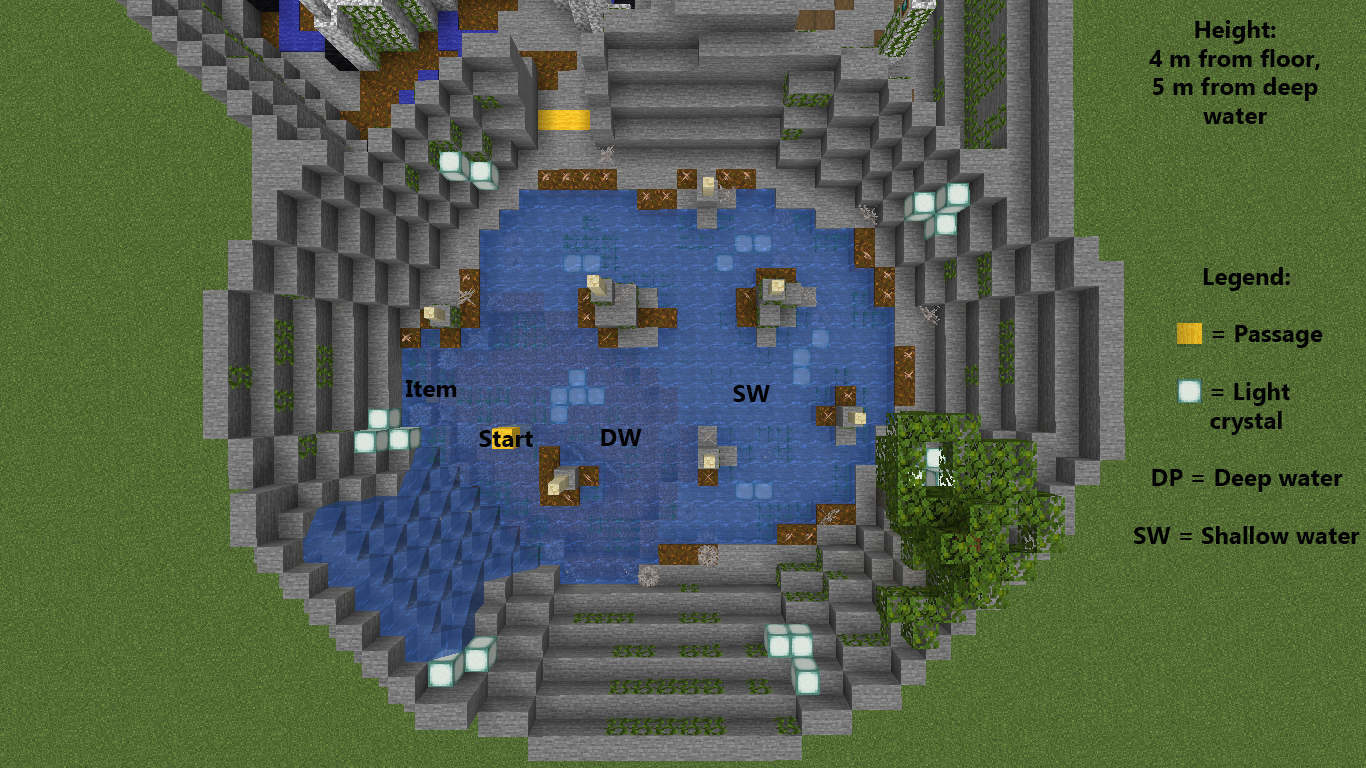 Height:
4 m from floor,
5 m from deep
water
Legend:
= Passage
= Light
crystal
DP = Deep water
SW = Shallow water
Item
SW
Start
DW